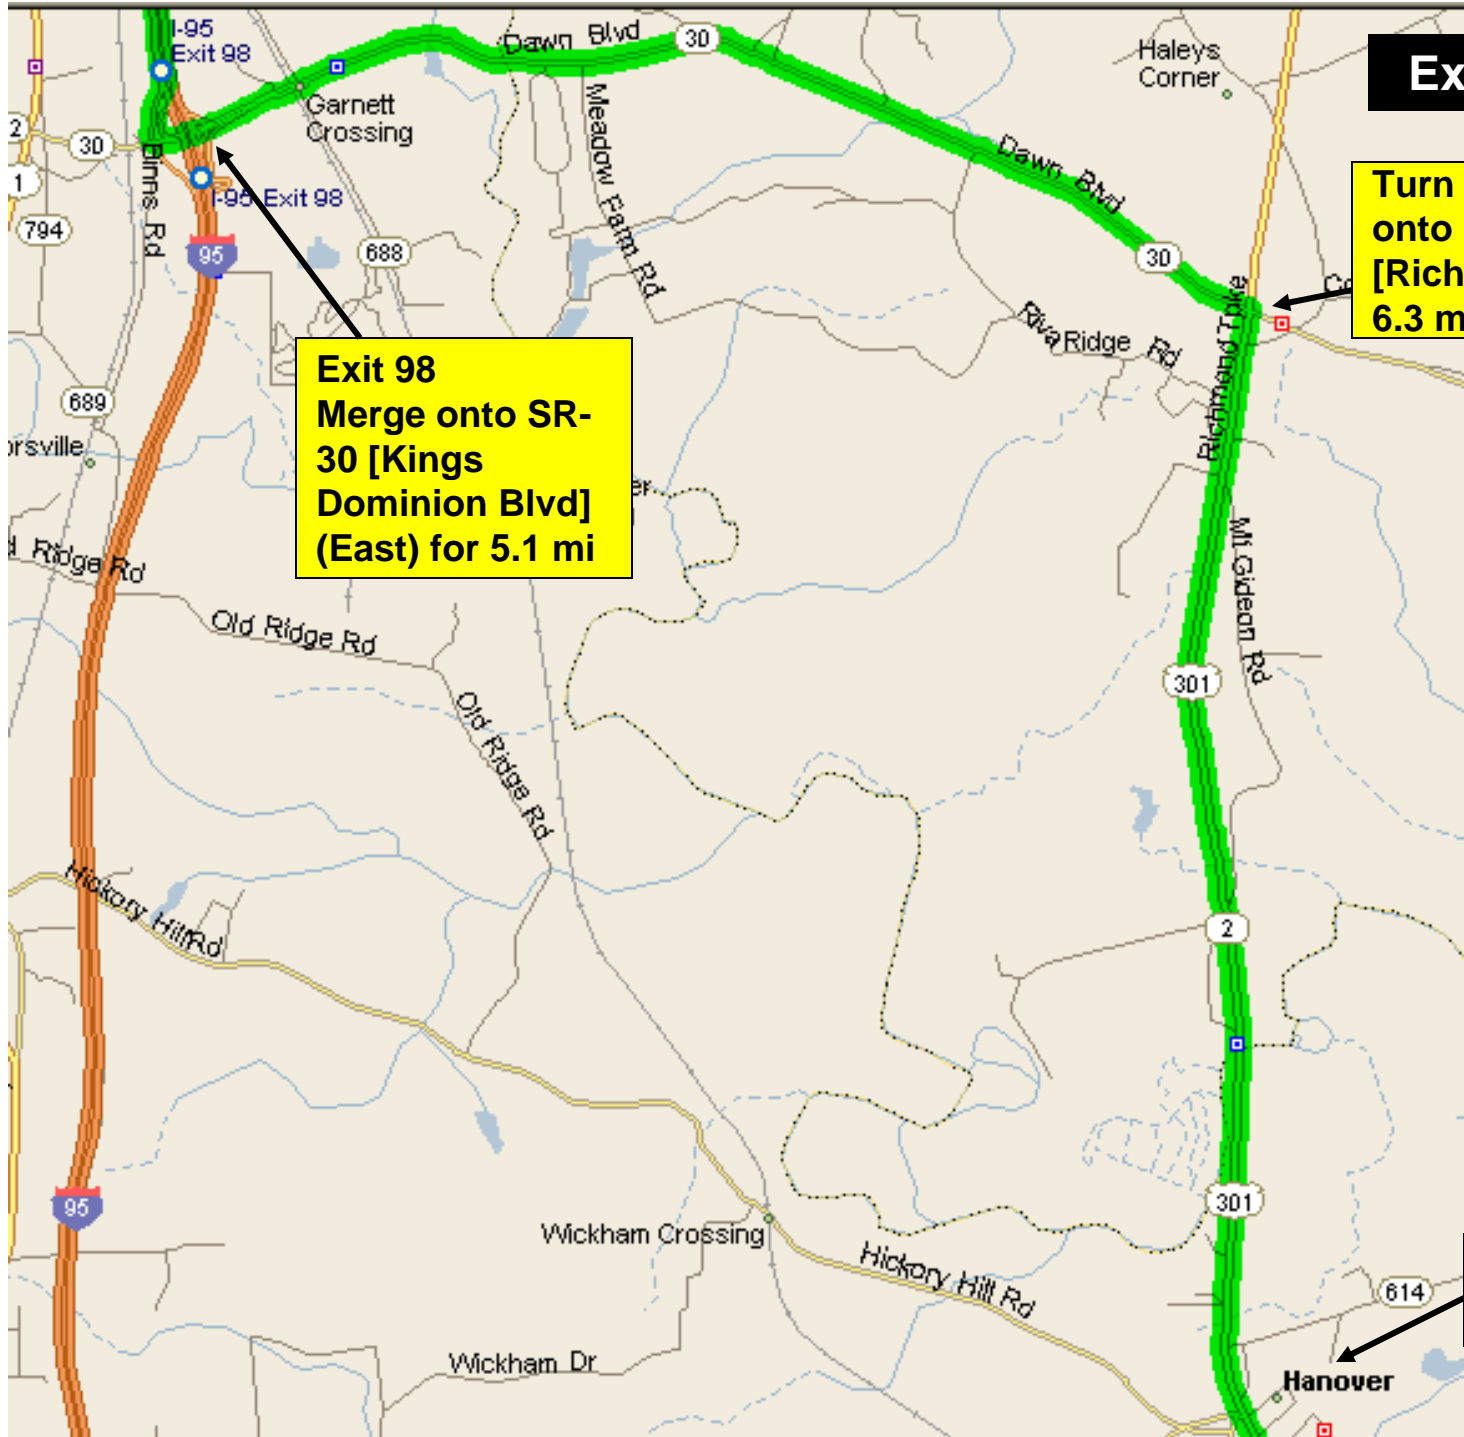 I-95
Exit 98
Dawn Blvd
30
Haleys
Corner
Ex
Garnett
Crossing
2
30
Binns Rd
Meadow Farm Rd
Dawn Blvd
1
I-95 Exit 98
794
95
688
30
Turn
onto
[Rich
6.3 m
Richmond Tpke
Riva Ridge Rd
Exit 98
Merge onto SR-
30 [Kings
Dominion Blvd]
(East) for 5.1 mi
689
orsville
er
d Ridge Rd
Old Ridge Rd
Mt Gideon Rd
301
Old Ridge Rd
Hickory Hill Rd
2
95
301
Wickham Crossing
Hickory Hill Rd
614
Wickham Dr
Hanover